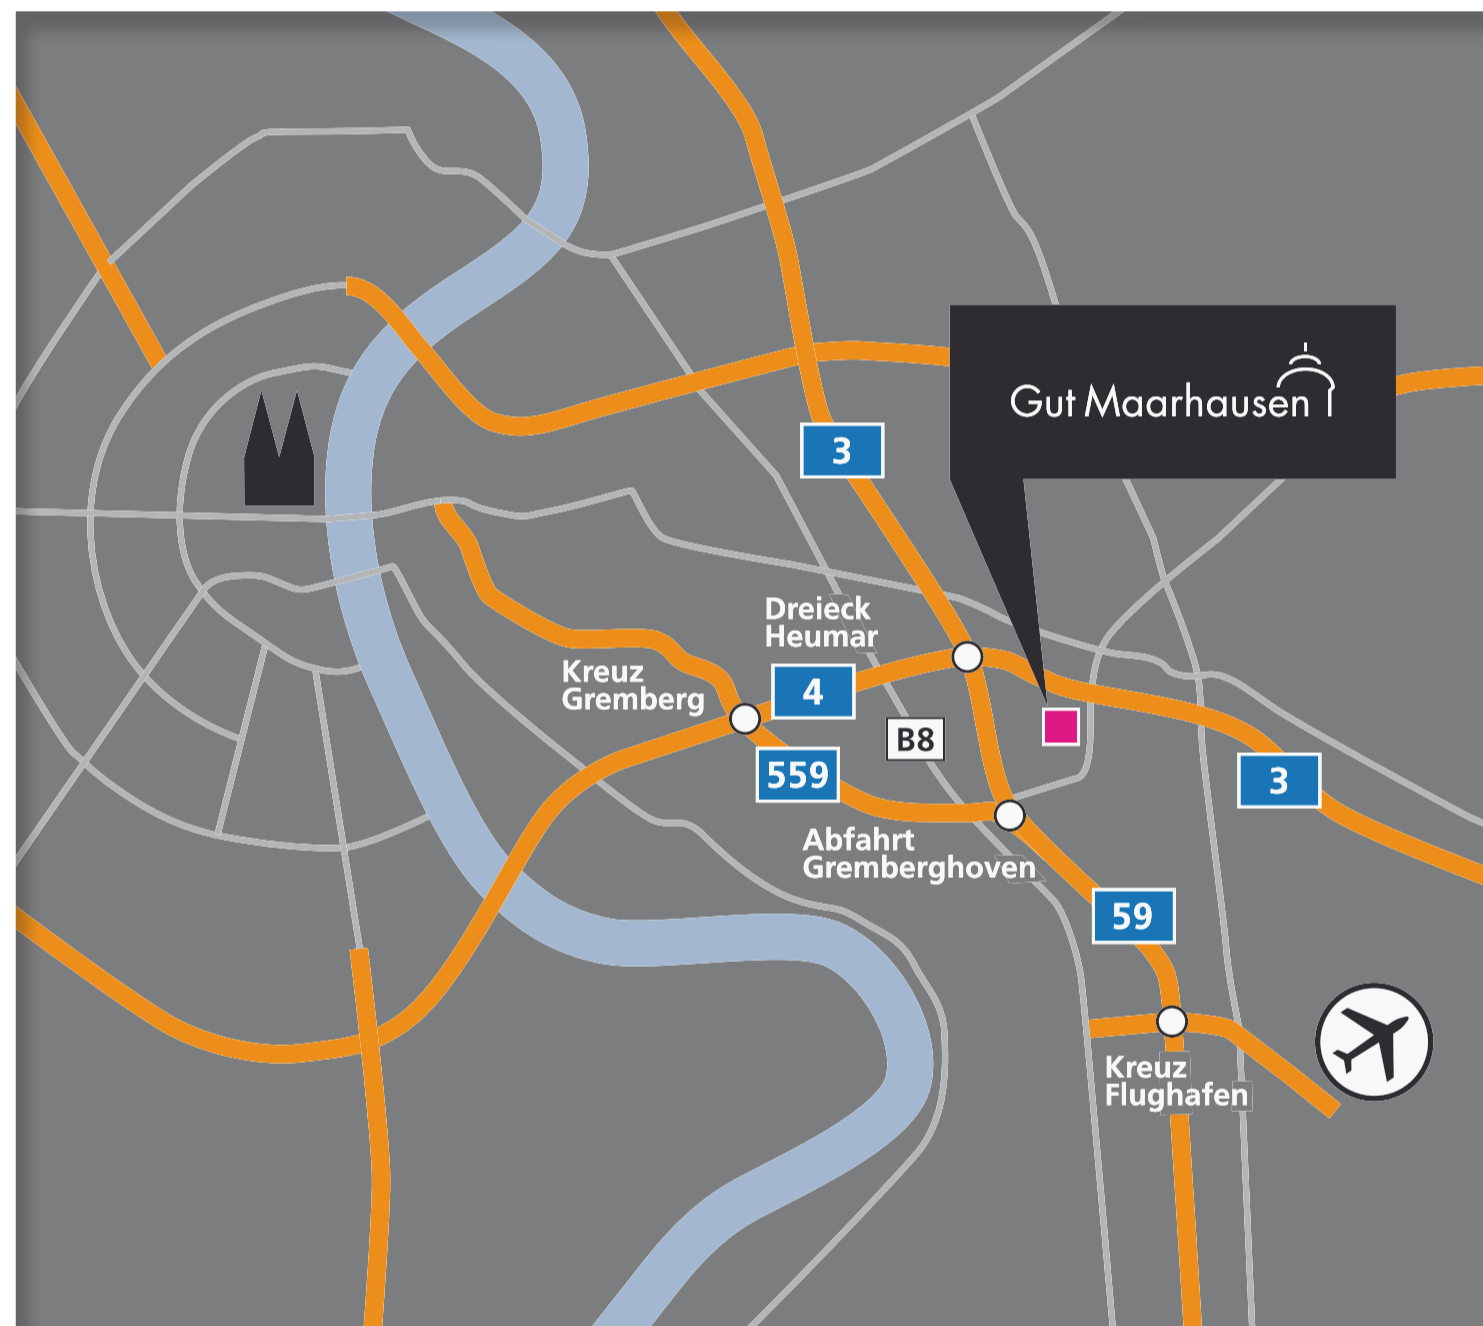 Gut Maarhausen
3
Dreieck
Heumar
Kreuz
Gremberg
4
B8
559
3
Abfahrt
Gremberghoven
59
Kreuz
Flughafen